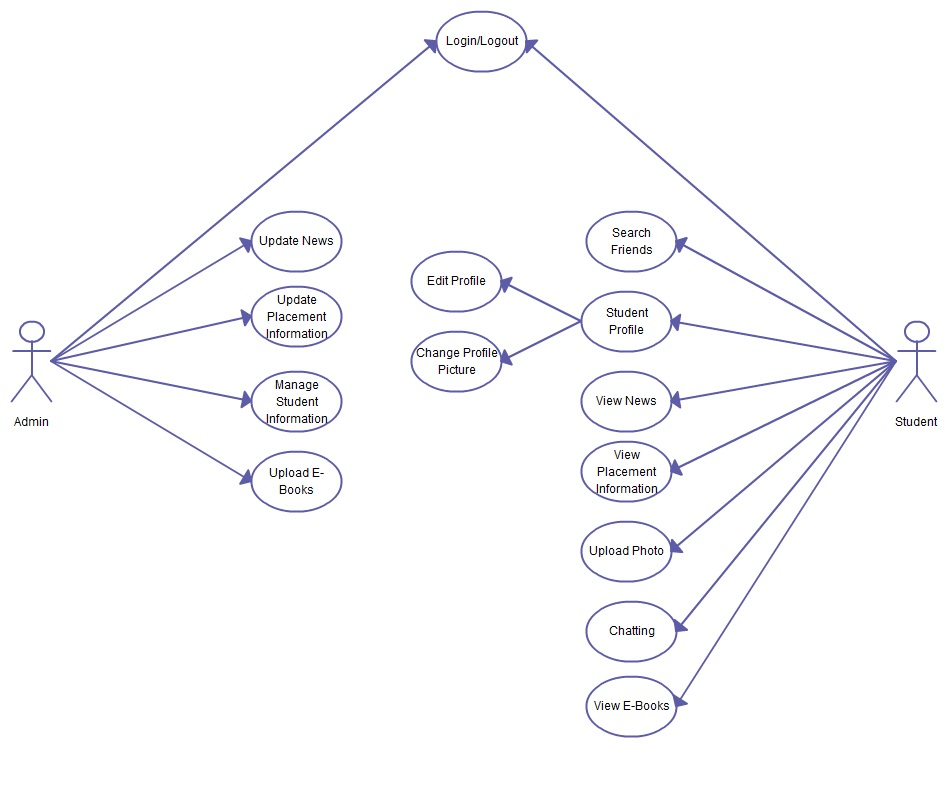 Login/Logout
Update News
Update
Placement
Information
Manage
Student
Information
Upload E-
Books
Admin
Edit Profile
Change Profile
Picture
Search
Friends
Student
Profile
View News
View
Placement
Information
Upload Photo
Chatting
View E-Books
Student